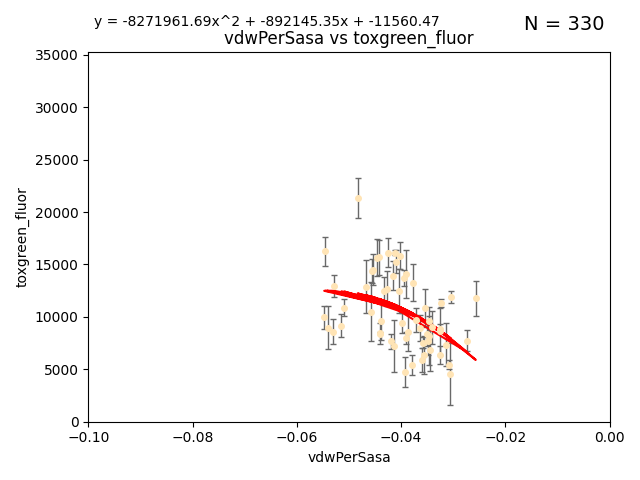 y = -8271961.69x^2 + -892145.35x + -11560.47
N = 330
vdwPerSasa vs toxgreen_fluor
35000
30000
25000
20000
15000
10000
5000
0
toxgreen_fluor
−0.10
−0.08
−0.06
−0.04
−0.02
0.00
vdwPerSasa